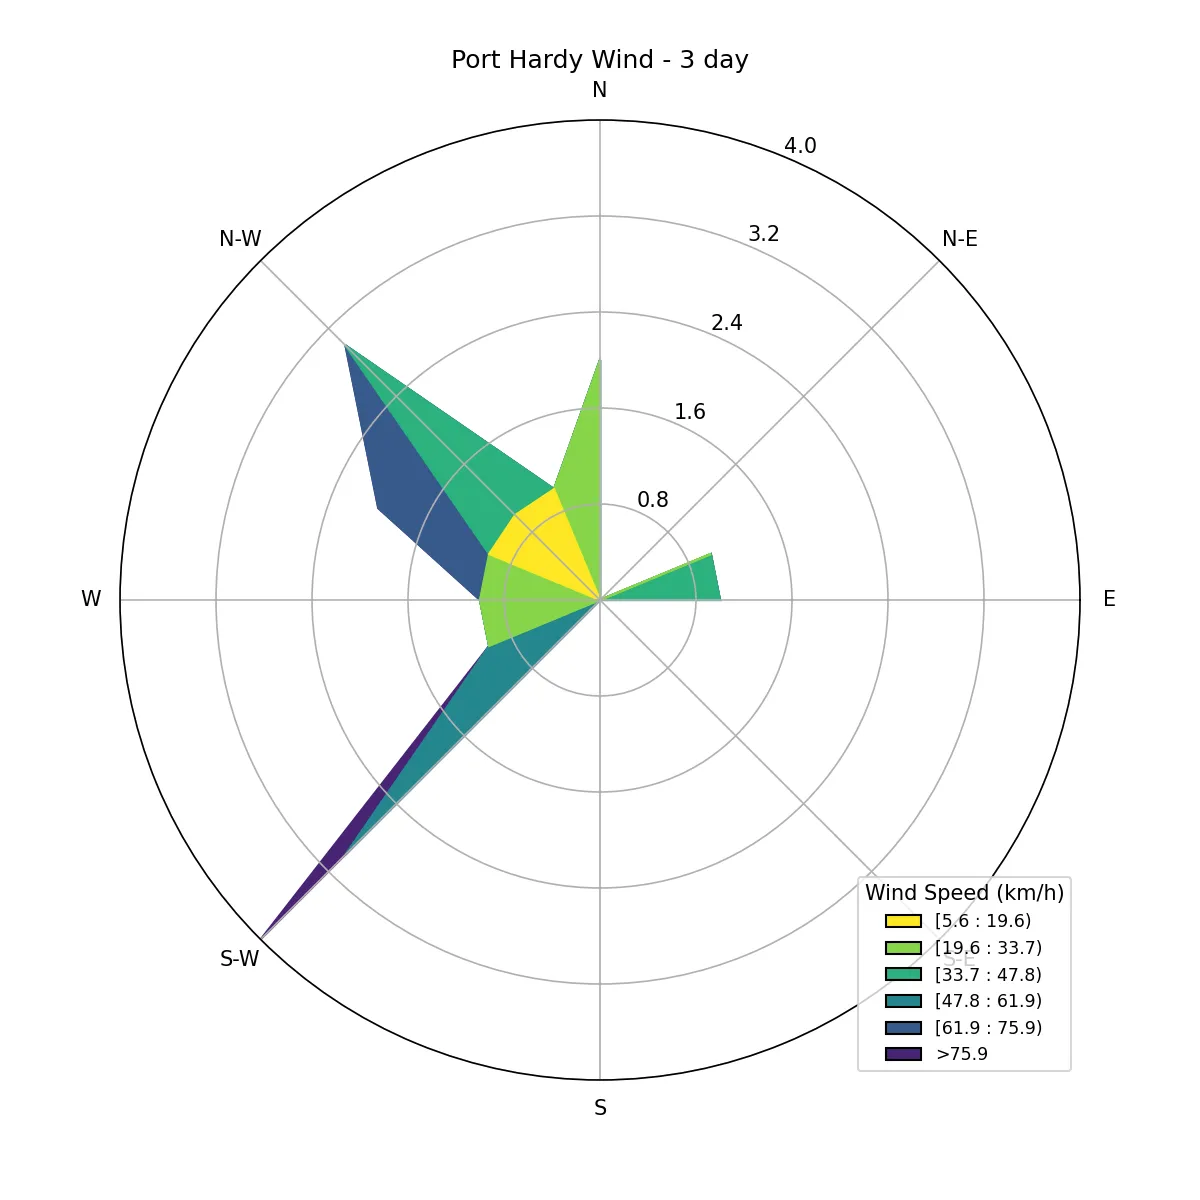 Port Hardy Wind - 3 day
N
4.0
N-W
N-E
3.2
2.4
1.6
0.8
W
E
S-W
S-E
S
Wind Speed (km/h)
[5.6 : 19.6)
[19.6 : 33.7)
[33.7 : 47.8)
[47.8 : 61.9)
[61.9 : 75.9)
>75.9